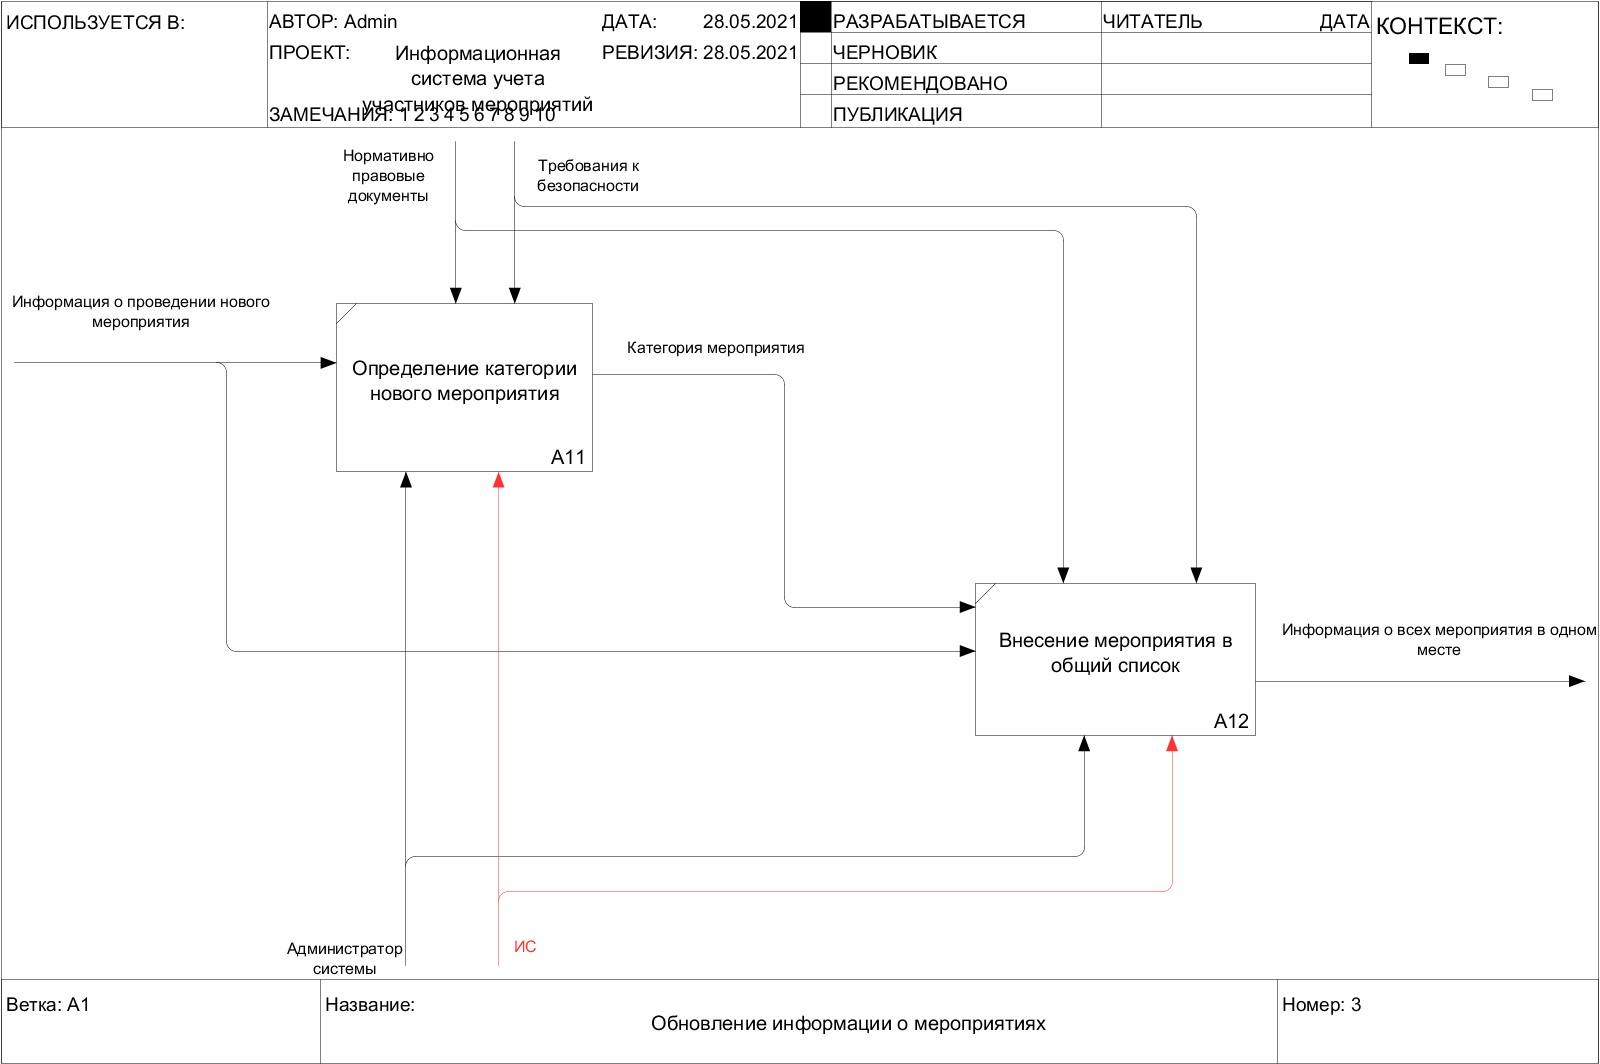 ИСПОЛЬЗУЕТСЯ В:
АВТОР: Admin
ДАТА: 28.05.2021
ПРОЕКТ: Информационная
система учета
участников мероприятий
РЕВИЗИЯ: 28.05.2021
ЗАМЕЧАНИЯ: 1 2 3 4 5 6 7 8 9 10
РАЗРАБАТЫВАЕТСЯ
ЧЕРНОВИК
РЕКОМЕНДОВАНО
ПУБЛИКАЦИЯ
ЧИТАТЕЛЬ
ДАТА
КОНТЕКСТ:
Нормативно
правовые
документы
Требования к
безопасности
Информация о проведении нового
мероприятия
Определение категории
нового мероприятия
A11
Категория мероприятия
Внесение мероприятия в
общий список
A12
Информация о всех мероприятия в одном
месте
Администратор
системы
ИС
Ветка: A1
Название:
Обновление информации о мероприятиях
Номер: 3